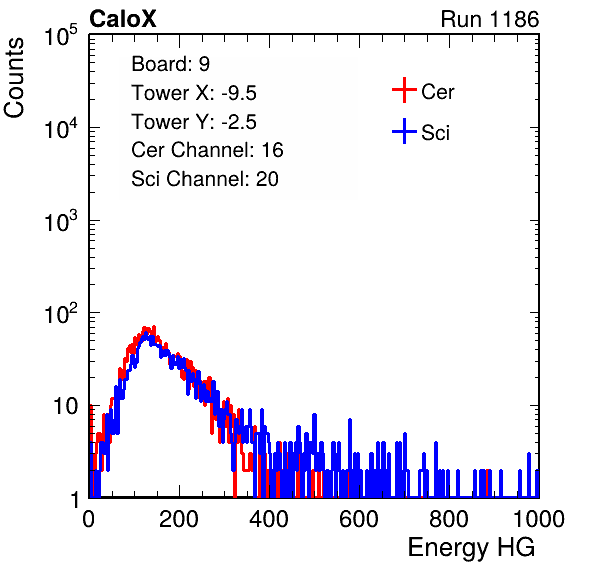 CaloX Run 1186
Counts
Board: 9
Tower X: -9.5
Tower Y: -2.5
Cer Channel: 16
Sci Channel: 20
Cer
Sci
10^5
10^4
10^3
10^2
10
1
0 200 400 600 800 1000
Energy HG